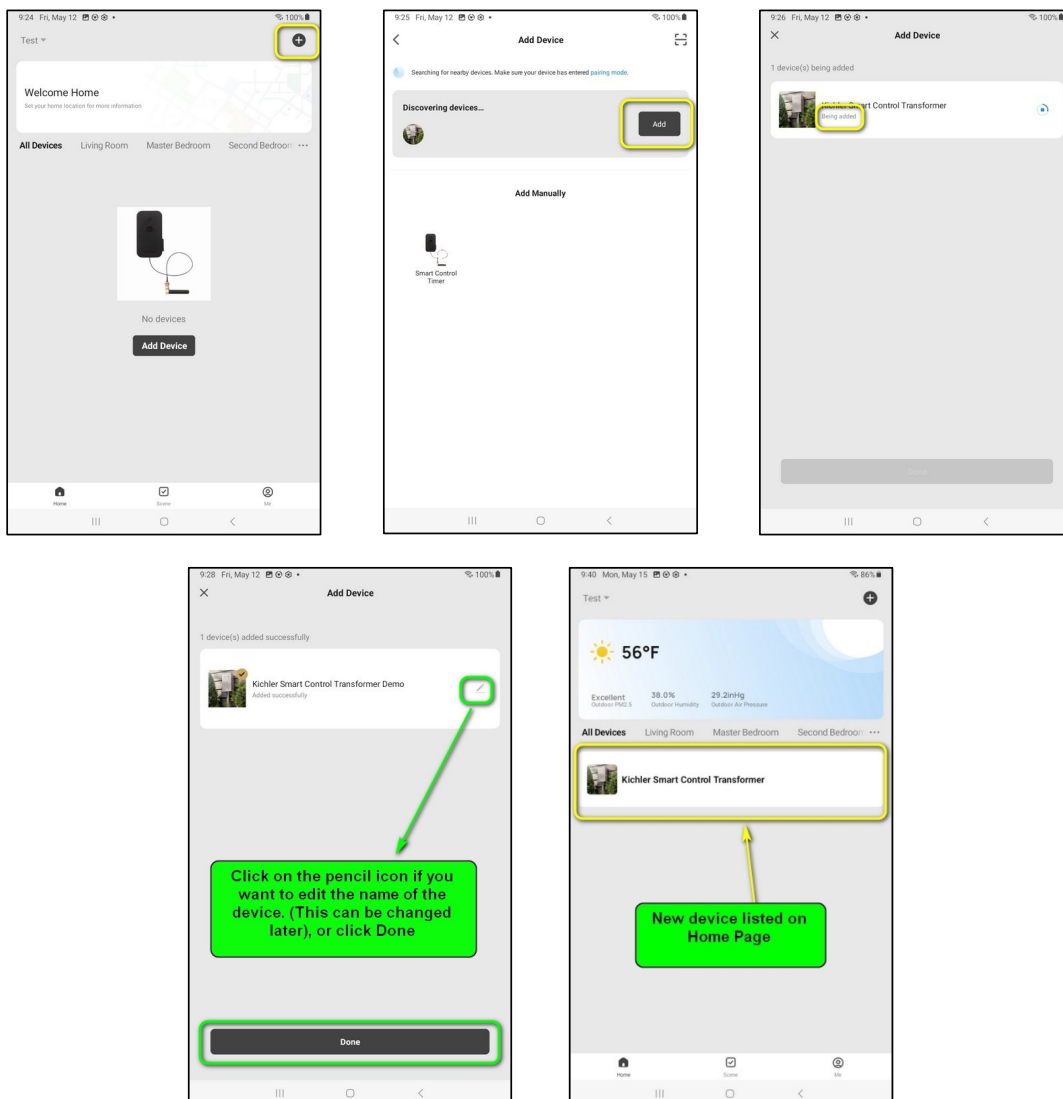 9:24 Fri, May 12 100%
Test
Welcome Home
Set your home location for more information
All Devices Living Room Master Bedroom Second Bedroom ...
No devices
Add Device
Home Scene Me
9:25 Fri, May 12 100%
Add Device
Searching for nearby devices. Make sure your device has entered pairing mode.
Discovering devices...
Add
Add Manually
Smart Control
Timer
9:26 Fri, May 12 100%
Add Device
1 device(s) being added
Kichler Smart Control Transformer
Being added
Done
9:28 Fri, May 12 100%
Add Device
1 device(s) added successfully
Kichler Smart Control Transformer Demo
Added successfully
Click on the pencil icon if you
want to edit the name of the
device. (This can be changed
later), or click Done
Done
9:40 Mon, May 15 86%
Test
56°F
Excellent 38.0% 29.2inHg
Outdoor PM2.5 Outdoor Humidity Outdoor Air Pressure
All Devices Living Room Master Bedroom Second Bedroom ...
Kichler Smart Control Transformer
New device listed on
Home Page
Home Scene Me